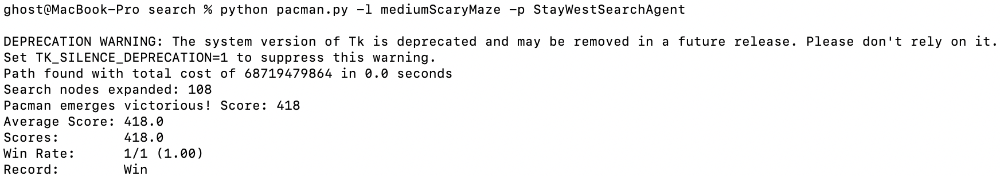 ghost@MacBook-Pro search % python pacman.py -l mediumScaryMaze -p StayWestSearchAgent
DEPRECATION WARNING: The system version of Tk is deprecated and may be removed in a future release. Please don't rely on it.
Set TK_SILENCE_DEPRECATION=1 to suppress this warning.
Path found with total cost of 68719479864 in 0.0 seconds
Search nodes expanded: 108
Pacman emerges victorious! Score: 418
Average Score: 418.0
Scores:        418.0
Win Rate:      1/1 (1.00)
Record:        Win